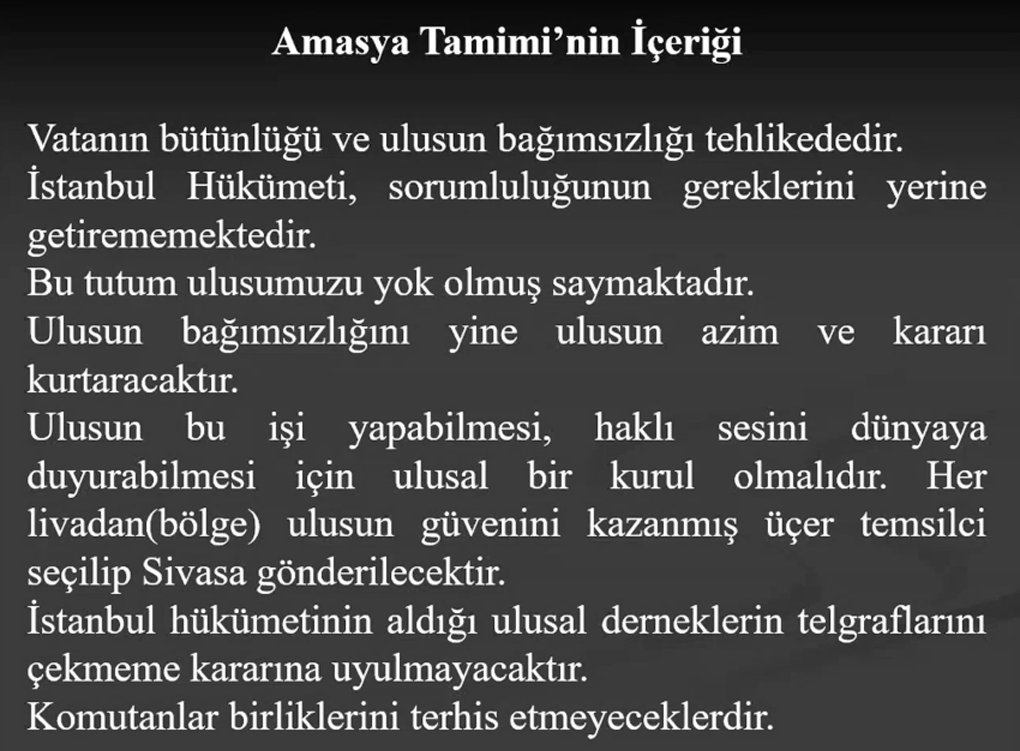 Amasya Tamimi’nin İçeriği
Vatanın bütünlüğü ve ulusun bağımsızlığı tehlikededir.
İstanbul Hükümeti, sorumluluğunun gereklerini yerine
getirememektedir.
Bu tutum ulusumuzu yok olmuş saymaktadır.
Ulusun bağımsızlığını yine ulusun azim ve kararı
kurtaracaktır.
Ulusun bu işi yapabilmesi, haklı sesini dünyaya
duyurabilmesi için ulusal bir kurul olmalıdır. Her
livadan(bölge) ulusun güvenini kazanmış üçer temsilci
seçilip Sivasa gönderilecektir.
İstanbul hükümetinin aldığı ulusal derneklerin telgraflarını
çekmeme kararına uyulmayacaktır.
Komutanlar birliklerini terhis etmeyeceklerdir.